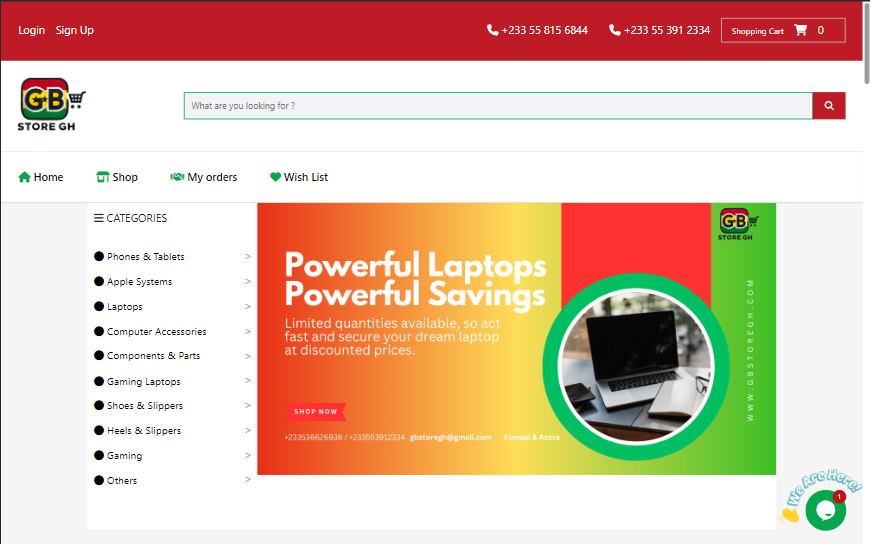 Login Sign Up +233 55 815 6844 +233 55 391 2334 Shopping Cart 0
GB
STORE GH
What are you looking for ?
Home Shop My orders Wish List
CATEGORIES
Phones & Tablets >
Apple Systems >
Laptops >
Computer Accessories >
Components & Parts >
Gaming Laptops >
Shoes & Slippers >
Heels & Slippers >
Gaming >
Others >
Powerful Laptops
Powerful Savings
Limited quantities available, so act
fast and secure your dream laptop
at discounted prices.
SHOP NOW
+233536626936 / +233553912334 gbstoregh@gmail.com Kumasi & Accra
GB
STORE GH
WWW.GBSTOREGH.COM
We Are Here!
1